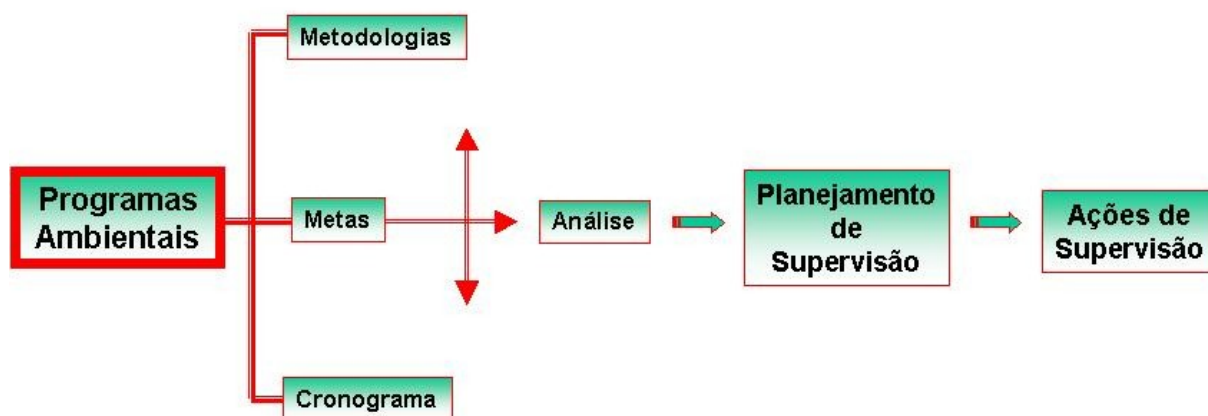 Metodologias
Programas
Ambientais
Metas
Análise
Planejamento
de
Supervisão
Ações de
Supervisão
Cronograma